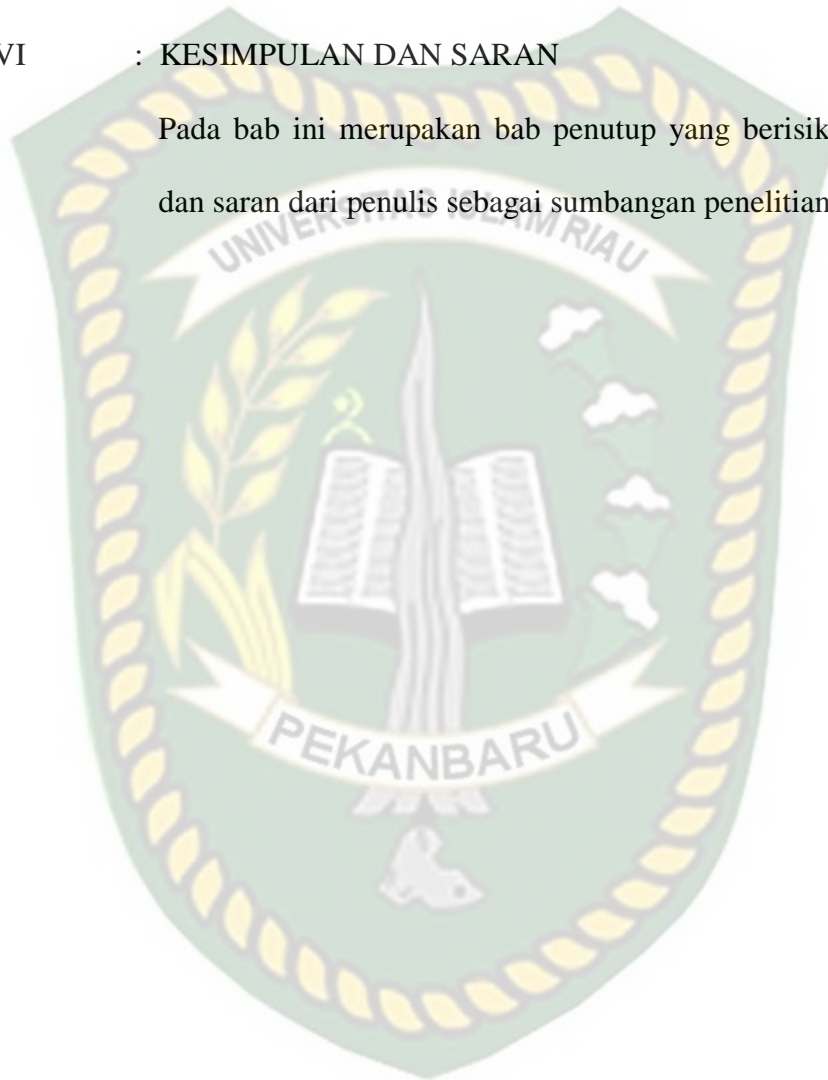 VI : KESIMPULAN DAN SARAN
Pada bab ini merupakan bab penutup yang berisik
dan saran dari penulis sebagai sumbangan penelitian
UNIVERSITAS ISLAM RIAU
PEKANBARU